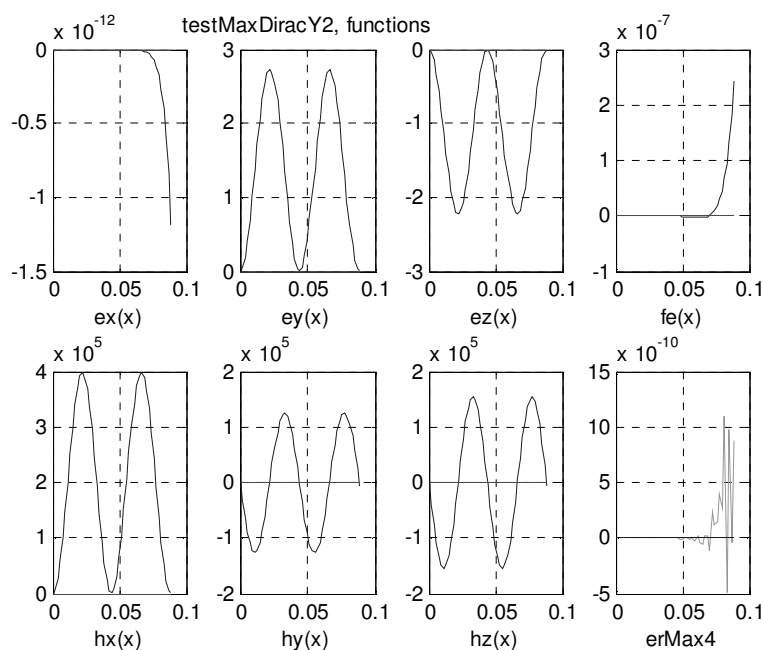 testMaxDiracY2, functions
x 10^-12
0
-0.5
-1
-1.5
0 0.05 0.1
ex(x)
3
2
1
0
0 0.05 0.1
ey(x)
0
-1
-2
-3
0 0.05 0.1
ez(x)
x 10^-7
3
2
1
0
-1
0 0.05 0.1
fe(x)
x 10^5
4
3
2
1
0
0 0.05 0.1
hx(x)
x 10^5
2
1
0
-1
-2
0 0.05 0.1
hy(x)
x 10^5
2
1
0
-1
-2
0 0.05 0.1
hz(x)
x 10^-10
15
10
5
0
-5
0 0.05 0.1
erMax4